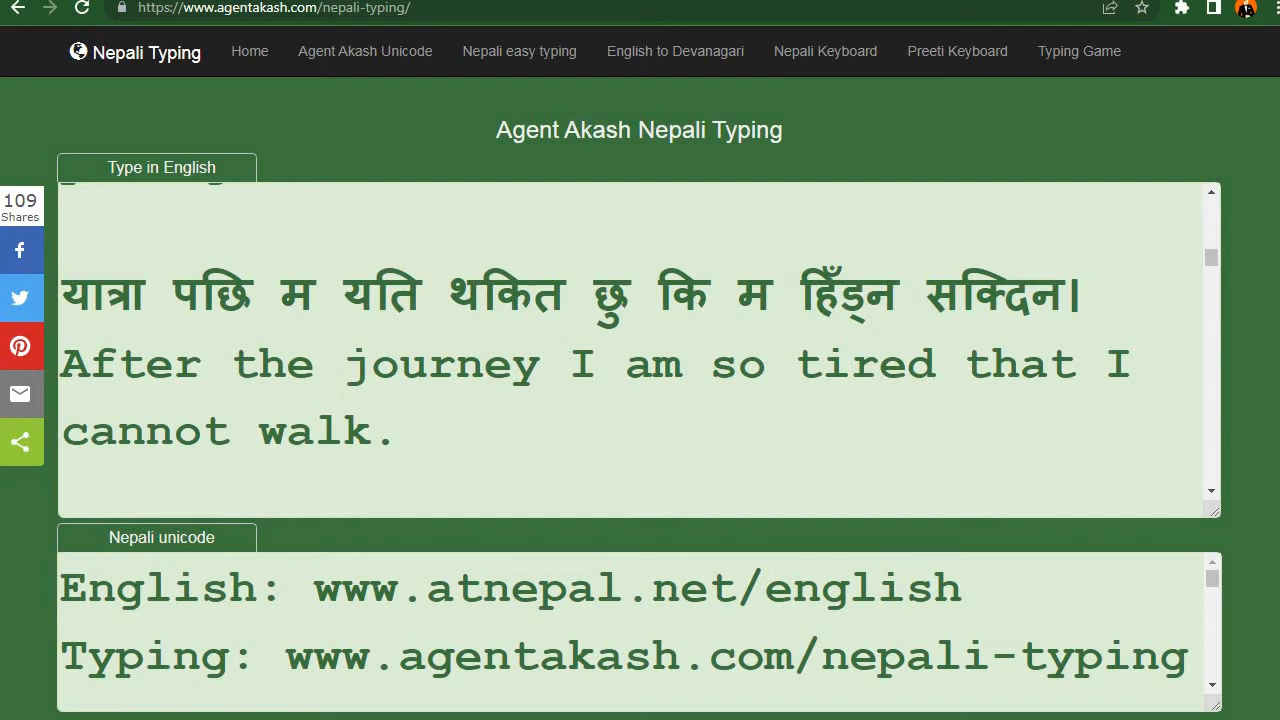 https://www.agentakash.com/nepali-typing/
Nepali Typing Home Agent Akash Unicode Nepali easy typing English to Devanagari Nepali Keyboard Preeti Keyboard Typing Game
Agent Akash Nepali Typing
Type in English
109
Shares
यात्रा पछि म यति थकित छु कि म हिँड्न सक्दिन।
After the journey I am so tired that I
cannot walk.
Nepali unicode
English: www.atnepal.net/english
Typing: www.agentakash.com/nepali-typing